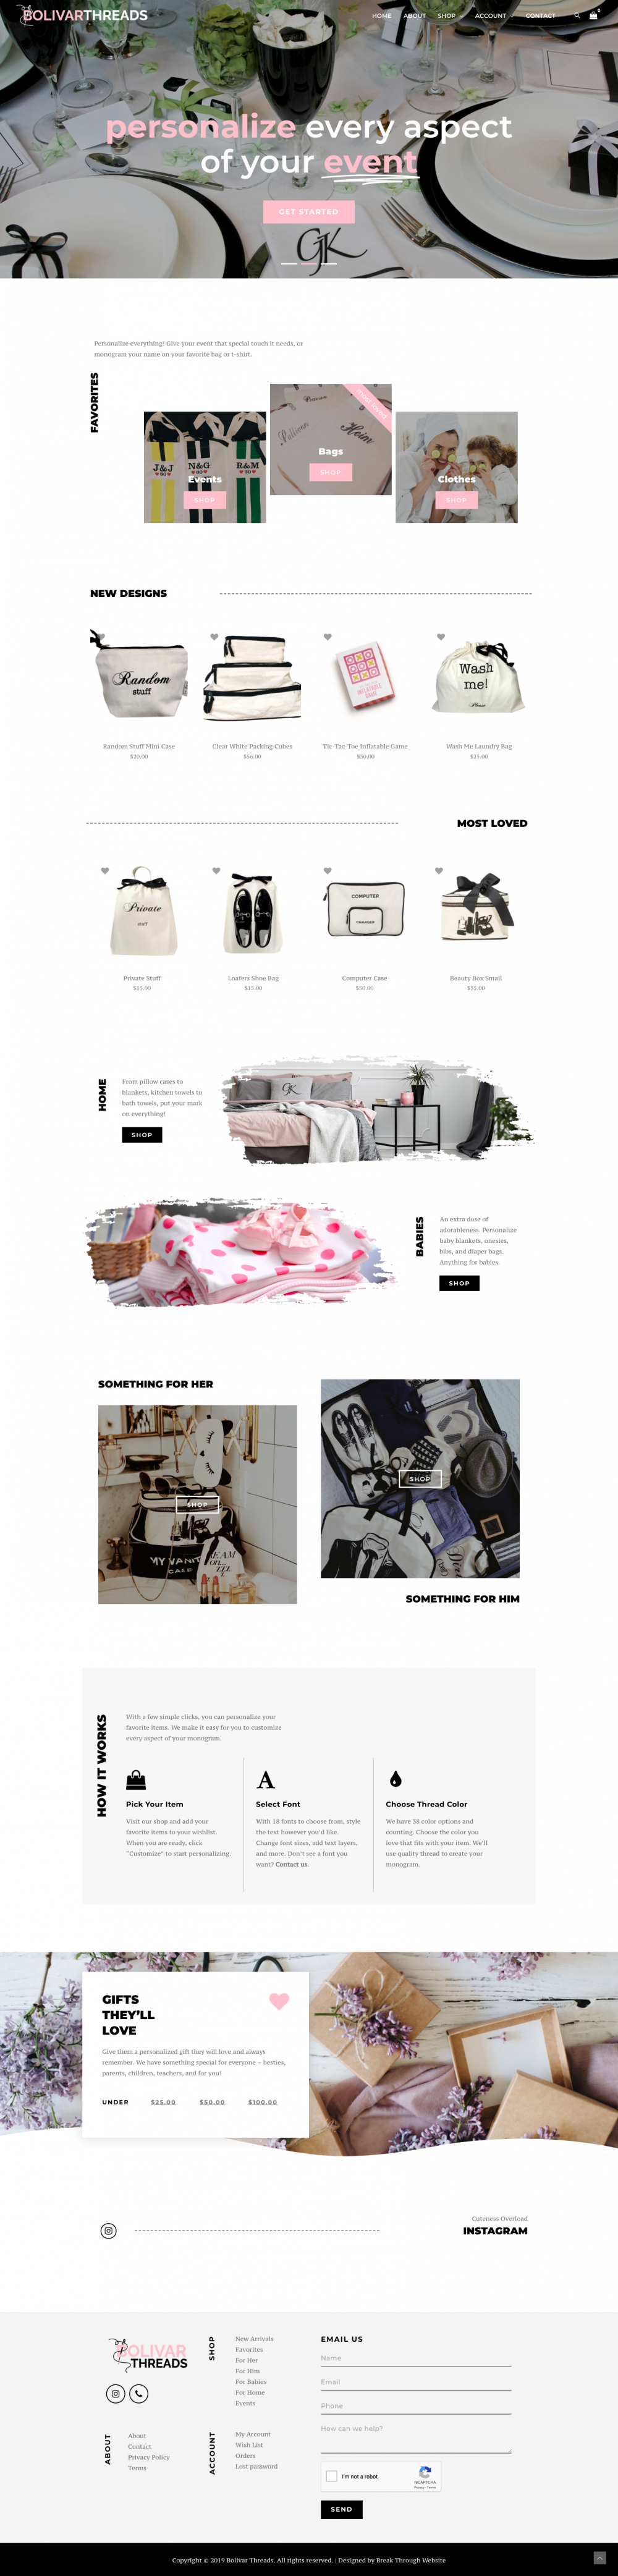 BOLIVARTHREADS
HOME ABOUT SHOP ACCOUNT CONTACT 0
personalize every aspect
of your event
GET STARTED
GK
Personalize everything! Give your event that special touch it needs, or
monogram your name on your favorite bag or t-shirt.
FAVORITES
J&J N&G R&M
Events
SHOP
most loved
Heim
Bags
SHOP
Clothes
SHOP
NEW DESIGNS
Random
stuff
Wash
me!
Please
INFLATABLE
GAME
Random Stuff Mini Case
$20.00
Clear White Packing Cubes
$56.00
Tic-Tac-Toe Inflatable Game
$30.00
Wash Me Laundry Bag
$25.00
MOST LOVED
Private
stuff
COMPUTER
CHARGER
Private Stuff
$15.00
Loafers Shoe Bag
$15.00
Computer Case
$50.00
Beauty Box Small
$35.00
HOME
From pillow cases to
blankets, kitchen towels to
bath towels, put your mark
on everything!
SHOP
GK
BABIES
An extra dose of
adorableness. Personalize
baby blankets, onesies,
bibs, and diaper bags.
Anything for babies.
SHOP
SOMETHING FOR HER
SHOP
MY VANITY
CASE
SHOP
SOMETHING FOR HIM
HOW IT WORKS
With a few simple clicks, you can personalize your
favorite items. We make it easy for you to customize
every aspect of your monogram.
Pick Your Item
Visit our shop and add your
favorite items to your wishlist.
When you are ready, click
"Customize" to start personalizing.
A
Select Font
With 18 fonts to choose from, style
the text however you'd like.
Change font sizes, add text layers,
and more. Don't see a font you
want? Contact us.
Choose Thread Color
We have 38 color options and
counting. Choose the color you
love that fits with your item. We'll
use quality thread to create your
monogram.
GIFTS
THEY'LL
LOVE
Give them a personalized gift they will love and always
remember. We have something special for everyone – besties,
parents, children, teachers, and for you!
UNDER $25.00 $50.00 $100.00
Cuteness Overload
INSTAGRAM
BOLIVAR
THREADS
SHOP
New Arrivals
Favorites
For Her
For Him
For Babies
For Home
Events
ABOUT
About
Contact
Privacy Policy
Terms
ACCOUNT
My Account
Wish List
Orders
Lost password
EMAIL US
Name
Email
Phone
How can we help?
I'm not a robot
reCAPTCHA
Privacy - Terms
SEND
Copyright © 2019 Bolivar Threads. All rights reserved. | Designed by Break Through Website